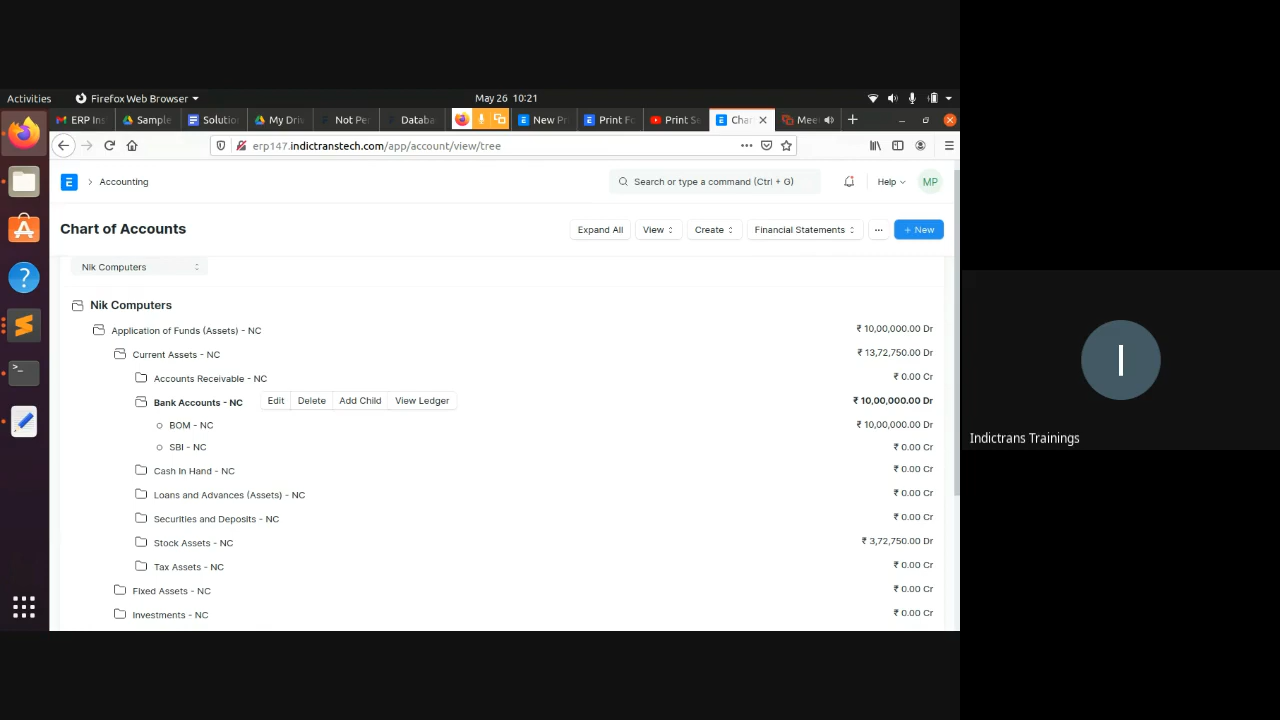 Activities Firefox Web Browser May 26 10:21
ERP Ins Sample Solution My Driv Not Per Databa New Pr Print Fo Print Se Char Meet
erp147.indictranstech.com/app/account/view/tree
E Accounting Search or type a command (Ctrl + G) Help MP
Chart of Accounts Expand All View Create Financial Statements ... + New
Nik Computers
Nik Computers
Application of Funds (Assets) - NC ₹ 10,00,000.00 Dr
Current Assets - NC ₹ 13,72,750.00 Dr
Accounts Receivable - NC ₹ 0.00 Cr
Bank Accounts - NC Edit Delete Add Child View Ledger ₹ 10,00,000.00 Dr
BOM - NC ₹ 10,00,000.00 Dr
SBI - NC ₹ 0.00 Cr
Cash In Hand - NC ₹ 0.00 Cr
Loans and Advances (Assets) - NC ₹ 0.00 Cr
Securities and Deposits - NC ₹ 0.00 Cr
Stock Assets - NC ₹ 3,72,750.00 Dr
Tax Assets - NC ₹ 0.00 Cr
Fixed Assets - NC ₹ 0.00 Cr
Investments - NC ₹ 0.00 Cr
I
Indictrans Trainings